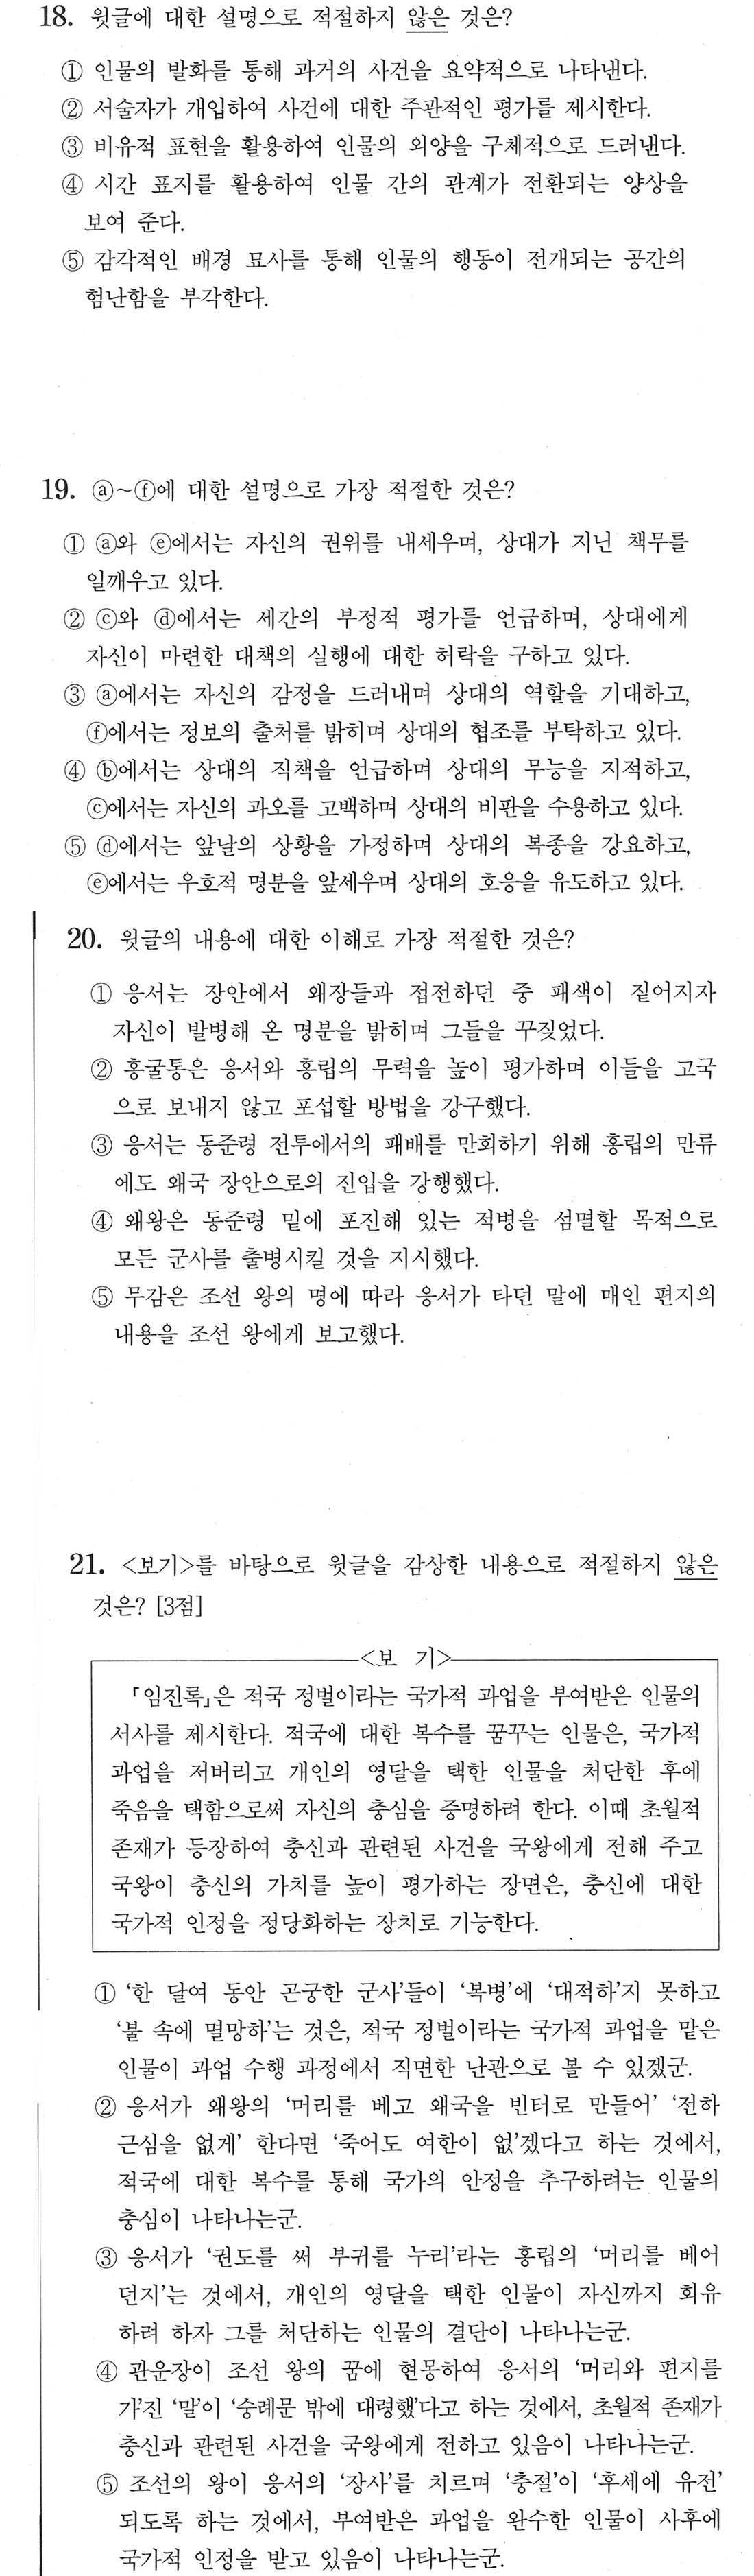 18. 윗글에 대한 설명으로 적절하지 않은 것은?
① 인물의 발화를 통해 과거의 사건을 요약적으로 나타낸다.
② 서술자가 개입하여 사건에 대한 주관적인 평가를 제시한다.
③ 비유적 표현을 활용하여 인물의 외양을 구체적으로 드러낸다.
④ 시간 표지를 활용하여 인물 간의 관계가 전환되는 양상을
보여 준다.
⑤ 감각적인 배경 묘사를 통해 인물의 행동이 전개되는 공간의
험난함을 부각한다.
19. ⓐ~ⓕ에 대한 설명으로 가장 적절한 것은?
① ⓐ와 ⓔ에서는 자신의 권위를 내세우며, 상대가 지닌 책무를
일깨우고 있다.
② ⓒ와 ⓓ에서는 세간의 부정적 평가를 언급하며, 상대에게
자신이 마련한 대책의 실행에 대한 허락을 구하고 있다.
③ ⓐ에서는 자신의 감정을 드러내며 상대의 역할을 기대하고,
ⓕ에서는 정보의 출처를 밝히며 상대의 협조를 부탁하고 있다.
④ ⓑ에서는 상대의 직책을 언급하며 상대의 무능을 지적하고,
ⓒ에서는 자신의 과오를 고백하며 상대의 비판을 수용하고 있다.
⑤ ⓓ에서는 앞날의 상황을 가정하며 상대의 복종을 강요하고,
ⓔ에서는 우호적 명분을 앞세우며 상대의 호응을 유도하고 있다.
20. 윗글의 내용에 대한 이해로 가장 적절한 것은?
① 응서는 장안에서 왜장들과 접전하던 중 패색이 짙어지자
자신이 발병해 온 명분을 밝히며 그들을 꾸짖었다.
② 홍굴통은 응서와 홍립의 무력을 높이 평가하며 이들을 고국
으로 보내지 않고 포섭할 방법을 강구했다.
③ 응서는 동준령 전투에서의 패배를 만회하기 위해 홍립의 만류
에도 왜국 장안으로의 진입을 강행했다.
④ 왜왕은 동준령 밑에 포진해 있는 적병을 섬멸할 목적으로
모든 군사를 출병시킬 것을 지시했다.
⑤ 무감은 조선 왕의 명에 따라 응서가 타던 말에 매인 편지의
내용을 조선 왕에게 보고했다.
21. <보기>를 바탕으로 윗글을 감상한 내용으로 적절하지 않은
것은? [3점]
<보 기>
「임진록」은 적국 정벌이라는 국가적 과업을 부여받은 인물의
서사를 제시한다. 적국에 대한 복수를 꿈꾸는 인물은, 국가적
과업을 저버리고 개인의 영달을 택한 인물을 처단한 후에
죽음을 택함으로써 자신의 충심을 증명하려 한다. 이때 초월적
존재가 등장하여 충신과 관련된 사건을 국왕에게 전해 주고
국왕이 충신의 가치를 높이 평가하는 장면은, 충신에 대한
국가적 인정을 정당화하는 장치로 기능한다.
① ‘한 달여 동안 곤궁한 군사’들이 ‘복병’에 ‘대적하’지 못하고
‘불 속에 멸망하’는 것은, 적국 정벌이라는 국가적 과업을 맡은
인물이 과업 수행 과정에서 직면한 난관으로 볼 수 있겠군.
② 응서가 왜왕의 ‘머리를 베고 왜국을 빈터로 만들어’ ‘전하
근심을 없게’ 한다면 ‘죽어도 여한이 없’겠다고 하는 것에서,
적국에 대한 복수를 통해 국가의 안정을 추구하려는 인물의
충심이 나타나는군.
③ 응서가 ‘권도를 써 부귀를 누리’라는 홍립의 ‘머리를 베어
던지’는 것에서, 개인의 영달을 택한 인물이 자신까지 회유
하려 하자 그를 처단하는 인물의 결단이 나타나는군.
④ 관운장이 조선 왕의 꿈에 현몽하여 응서의 ‘머리와 편지를
가’진 ‘말’이 ‘숭례문 밖에 대령했’다고 하는 것에서, 초월적 존재가
충신과 관련된 사건을 국왕에게 전하고 있음이 나타나는군.
⑤ 조선의 왕이 응서의 ‘장사’를 치르며 ‘충절’이 ‘후세에 유전’
되도록 하는 것에서, 부여받은 과업을 완수한 인물이 사후에
국가적 인정을 받고 있음이 나타나는군.